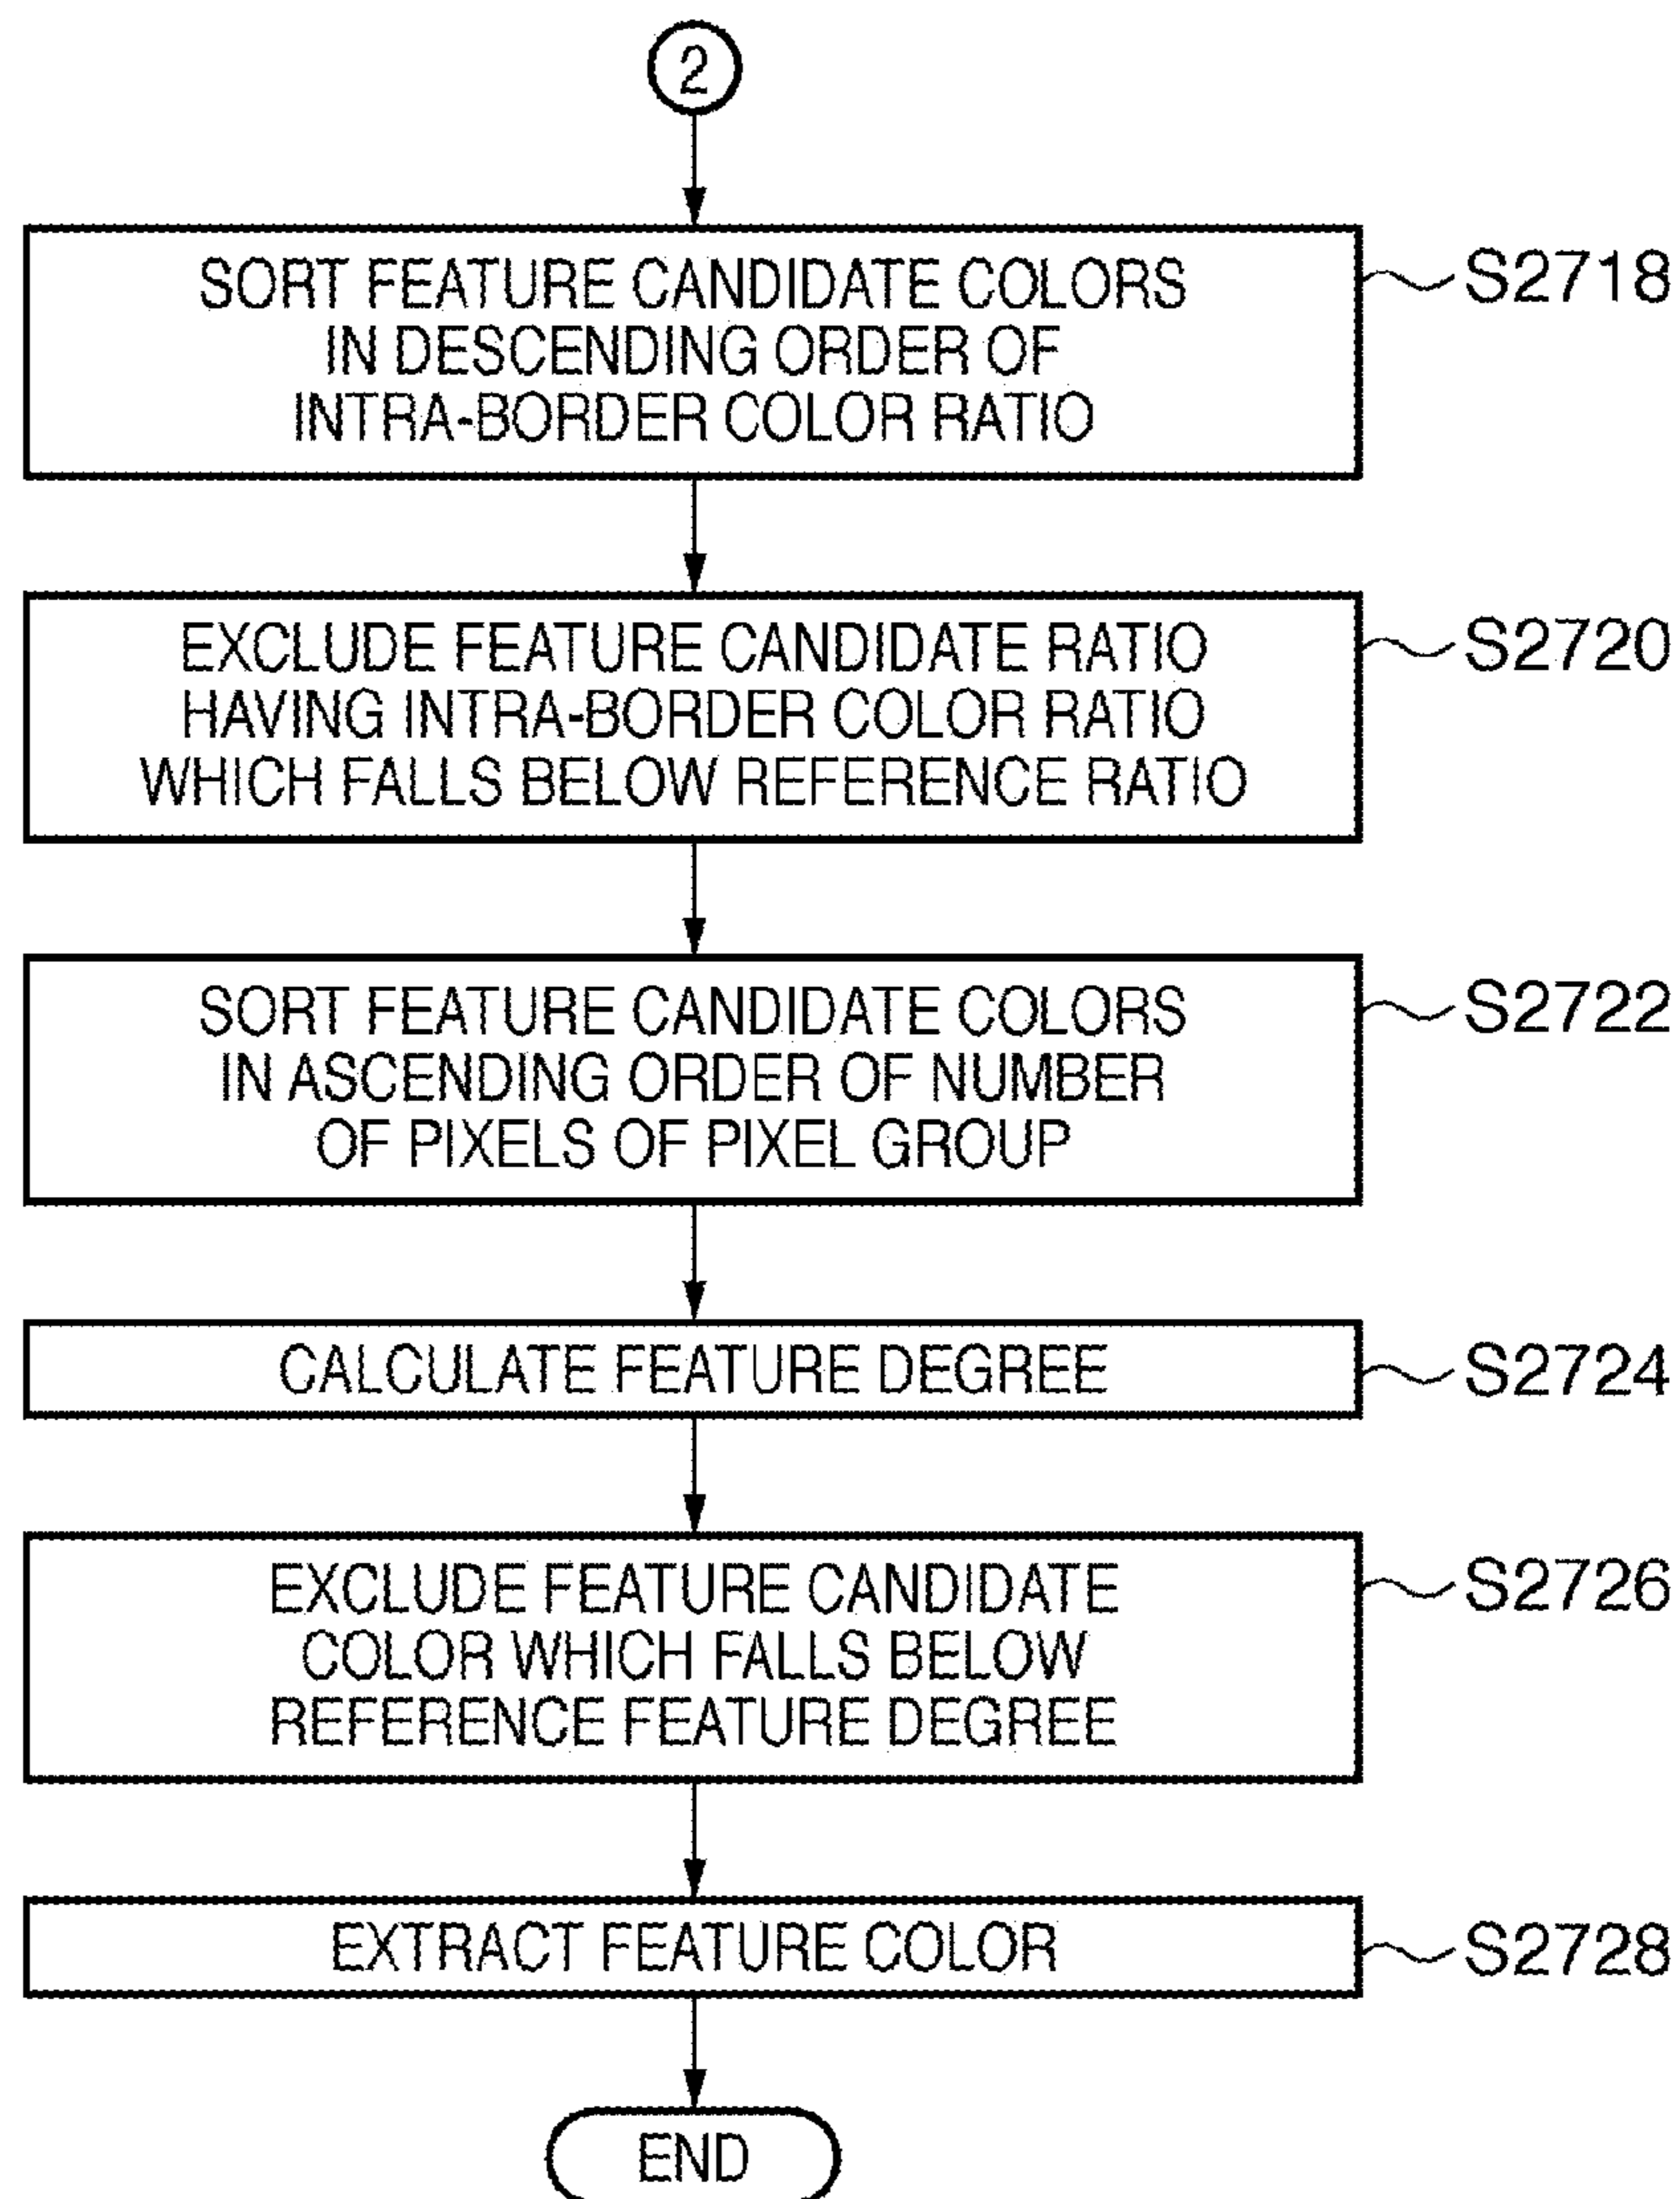 2
SORT FEATURE CANDIDATE COLORS
IN DESCENDING ORDER OF
INTRA-BORDER COLOR RATIO
S2718
EXCLUDE FEATURE CANDIDATE RATIO
HAVING INTRA-BORDER COLOR RATIO
WHICH FALLS BELOW REFERENCE RATIO
S2720
SORT FEATURE CANDIDATE COLORS
IN ASCENDING ORDER OF NUMBER
OF PIXELS OF PIXEL GROUP
S2722
CALCULATE FEATURE DEGREE
S2724
EXCLUDE FEATURE CANDIDATE
COLOR WHICH FALLS BELOW
REFERENCE FEATURE DEGREE
S2726
EXTRACT FEATURE COLOR
S2728
END